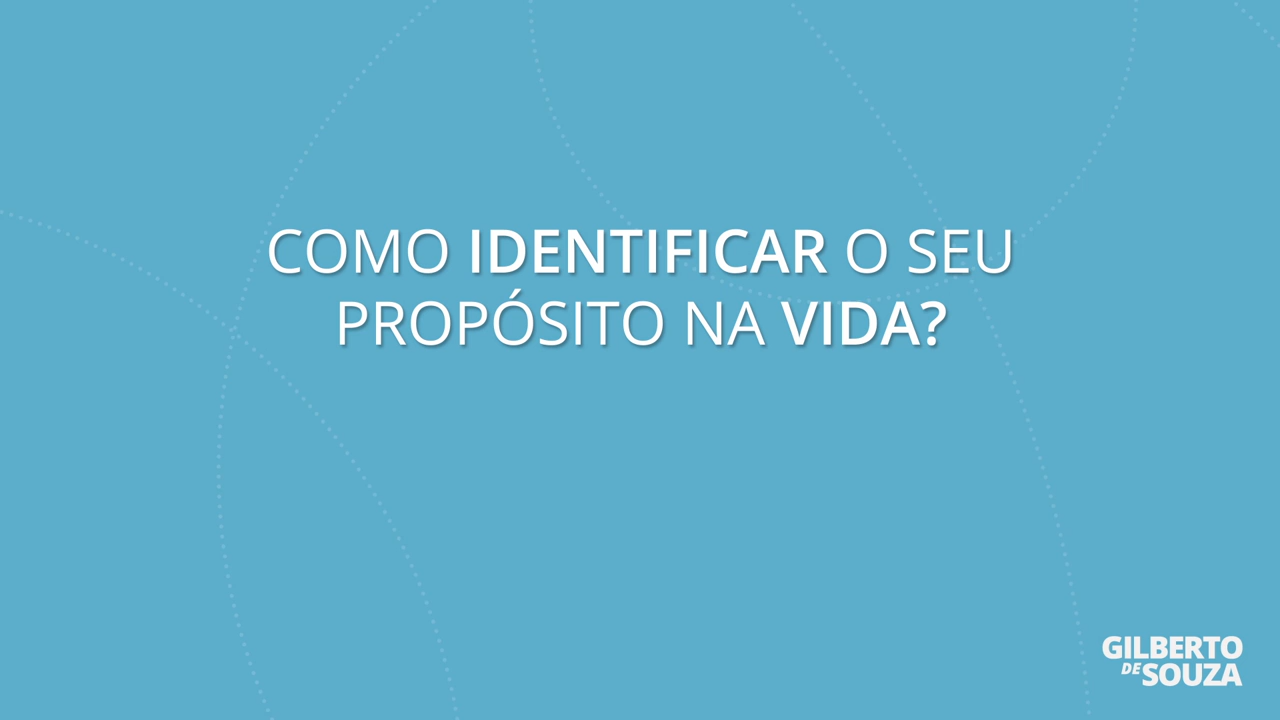 COMO IDENTIFICAR O SEU
PROPÓSITO NA VIDA?
GILBERTO
DE SOUZA